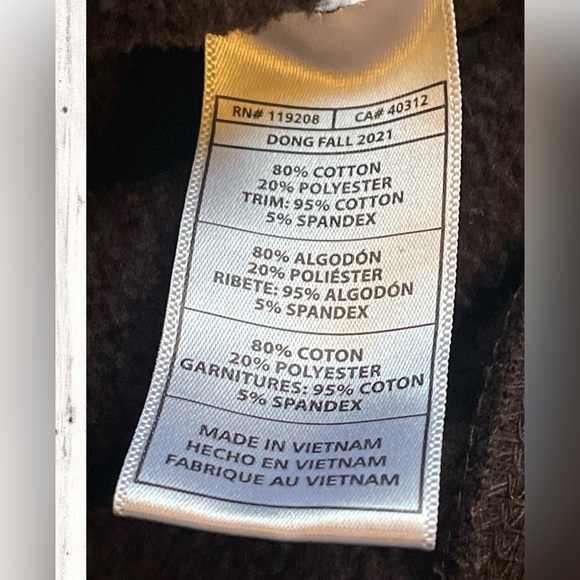 RN# 119208 CA# 40312
DONG FALL 2021
80% COTTON
20% POLYESTER
TRIM: 95% COTTON
5% SPANDEX
80% ALGODÓN
20% POLIÉSTER
RIBETE: 95% ALGODÓN
5% SPANDEX
80% COTON
20% POLYESTER
GARNITURES: 95% COTON
5% SPANDEX
MADE IN VIETNAM
HECHO EN VIETNAM
FABRIQUE AU VIETNAM